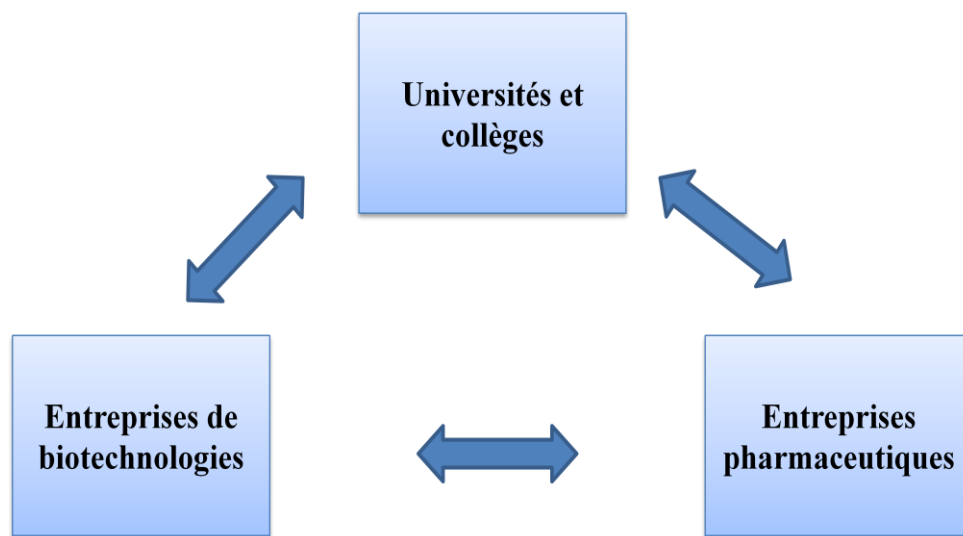 Universités et
collèges
Entreprises de
biotechnologies
Entreprises
pharmaceutiques